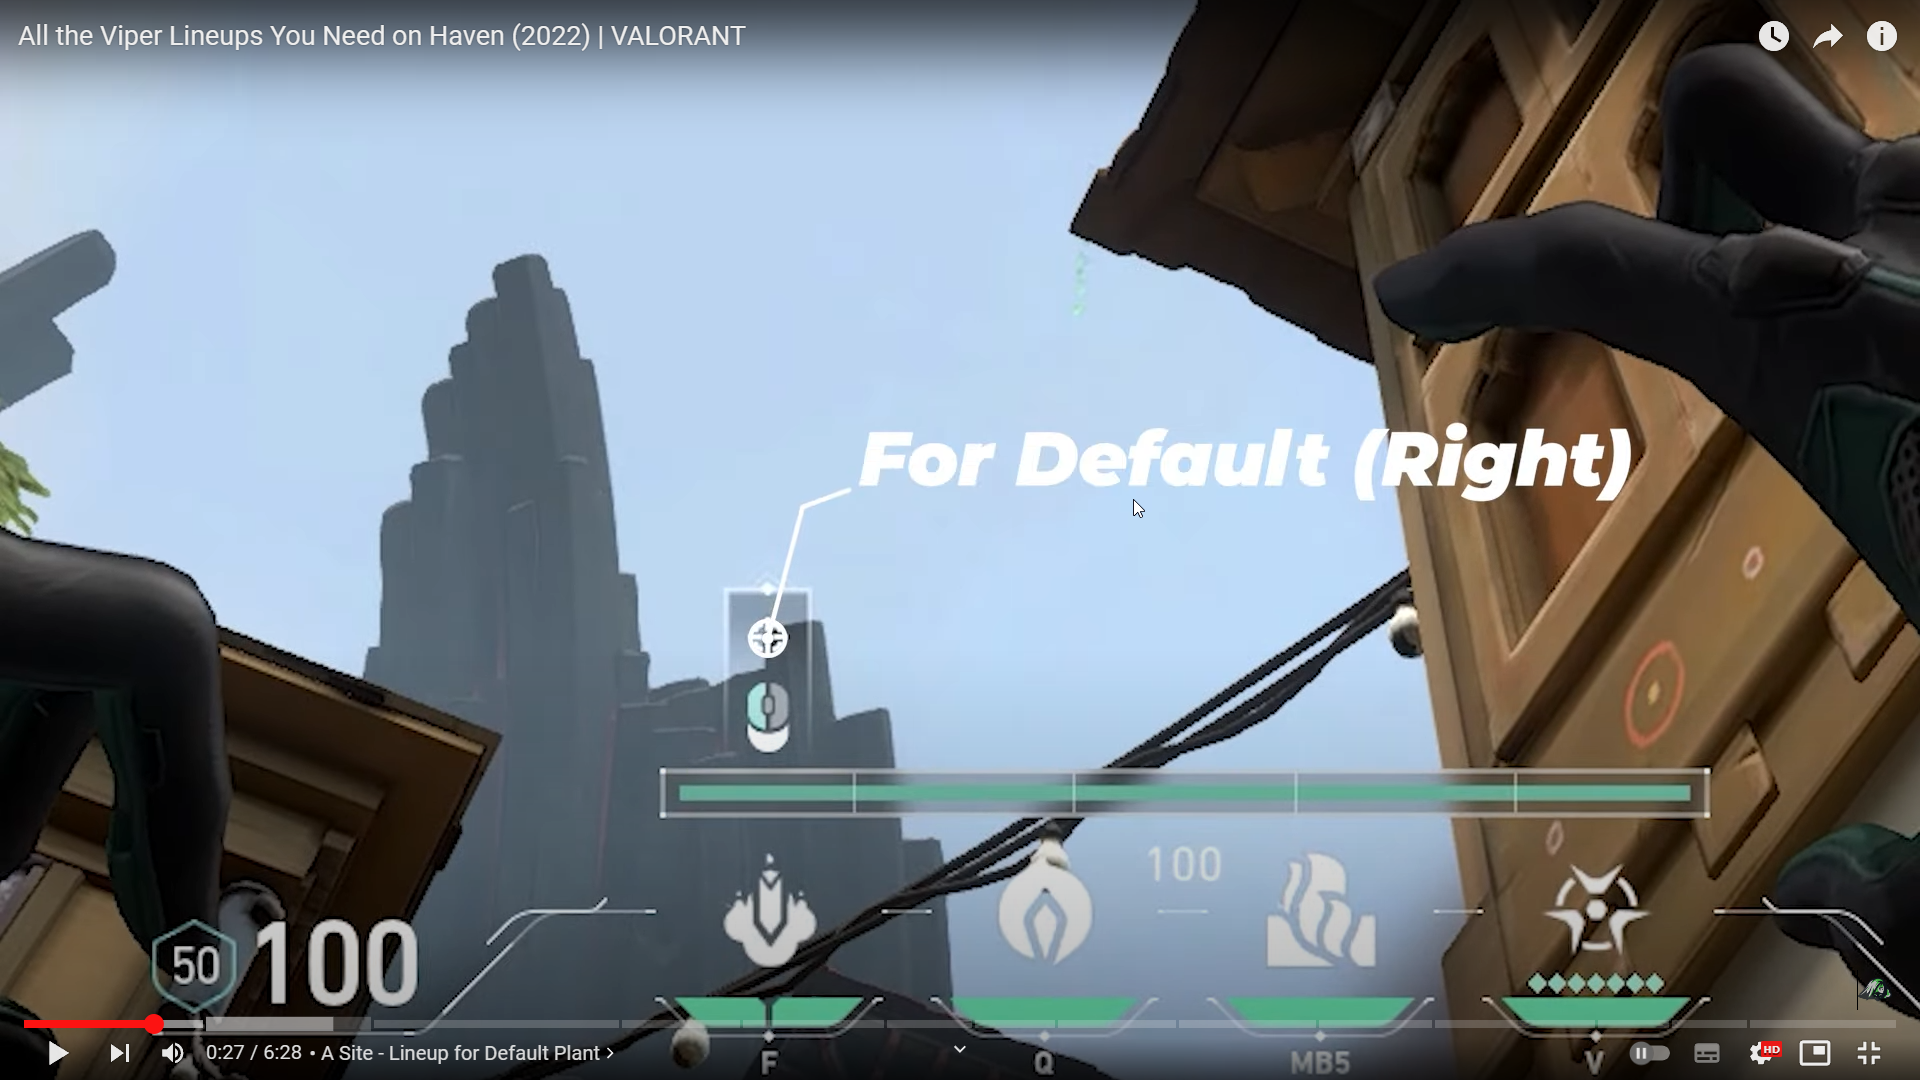 All the Viper Lineups You Need on Haven (2022) | VALORANT
For Default (Right)
100
50
100
F
Q
MB5
V
0:27 / 6:28 • A Site - Lineup for Default Plant
HD